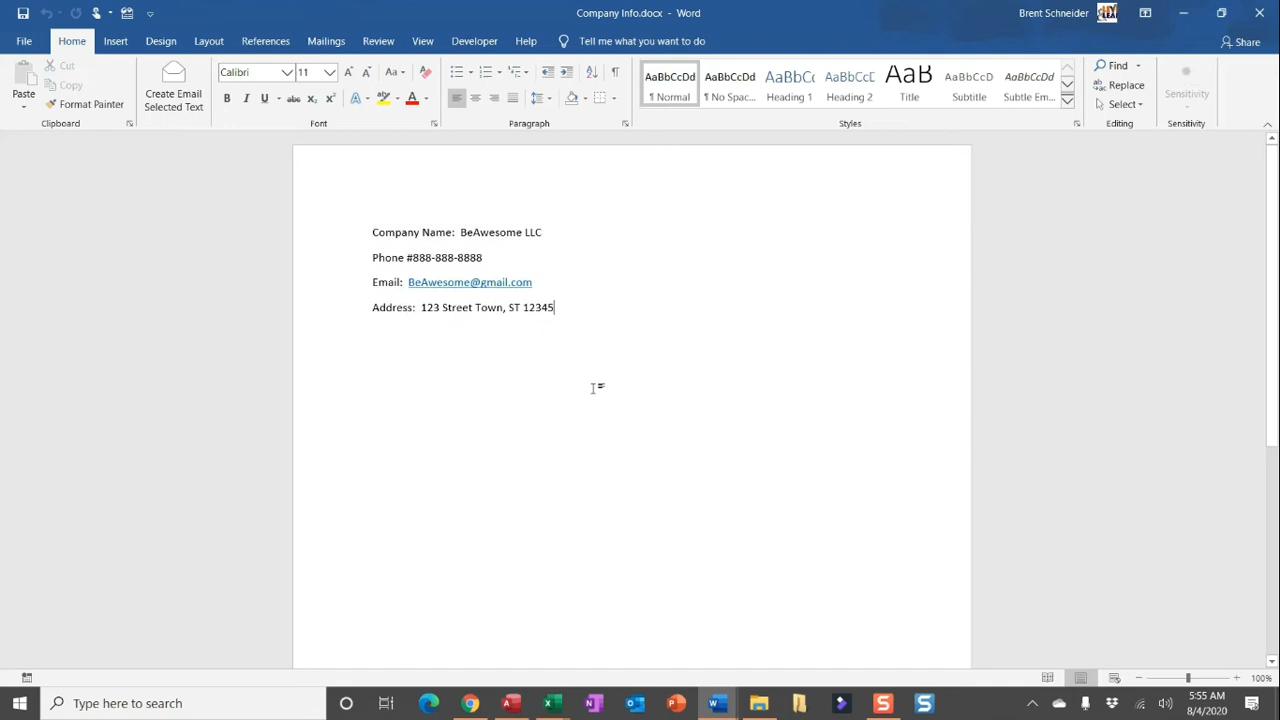 Company Info.docx - Word
Brent Schneider
File Home Insert Design Layout References Mailings Review View Developer Help Tell me what you want to do Share
Paste
Cut
Copy
Format Painter
Clipboard
Create Email
Selected Text
Calibri 11
Font
Paragraph
AaBbCcDd ¶ Normal
AaBbCcDd ¶ No Spac...
AaBbCc Heading 1
AaBbCcD Heading 2
AaB Title
AaBbCcD Subtitle
AaBbCcDd Subtle Em...
Styles
Find
Replace
Select
Editing
Sensitivity
Sensitivity
Company Name: BeAwesome LLC
Phone #888-888-8888
Email: BeAwesome@gmail.com
Address: 123 Street Town, ST 12345
100%
Type here to search
5:55 AM
8/4/2020